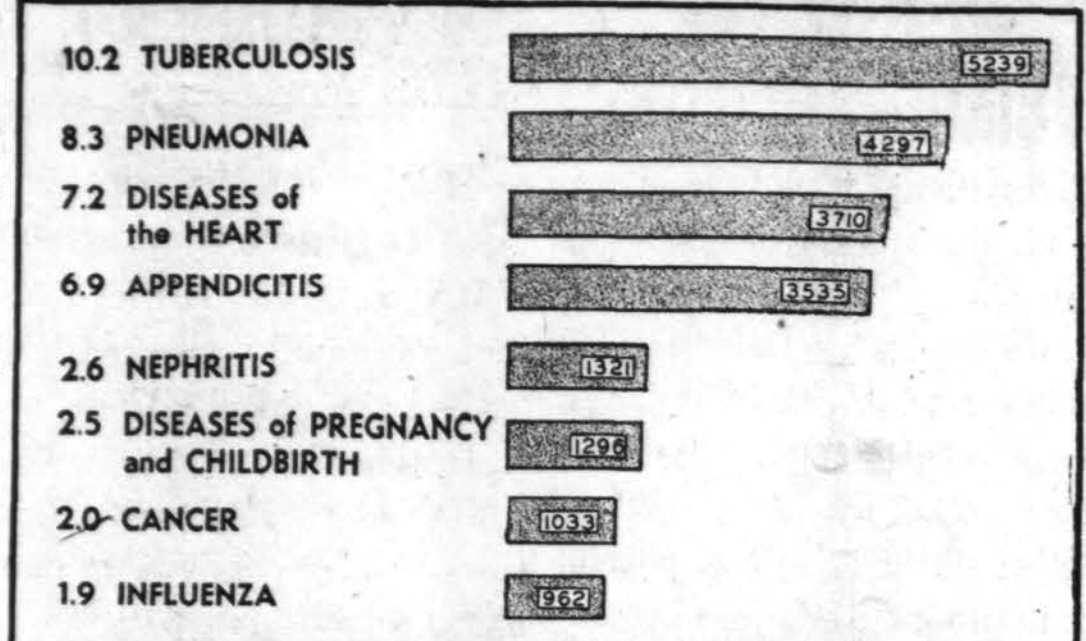 10.2 TUBERCULOSIS 5239
8.3 PNEUMONIA 4297
7.2 DISEASES of
the HEART 3710
6.9 APPENDICITIS 3535
2.6 NEPHRITIS 1321
2.5 DISEASES of PREGNANCY
and CHILDBIRTH 1296
2.0 CANCER 1033
1.9 INFLUENZA 962